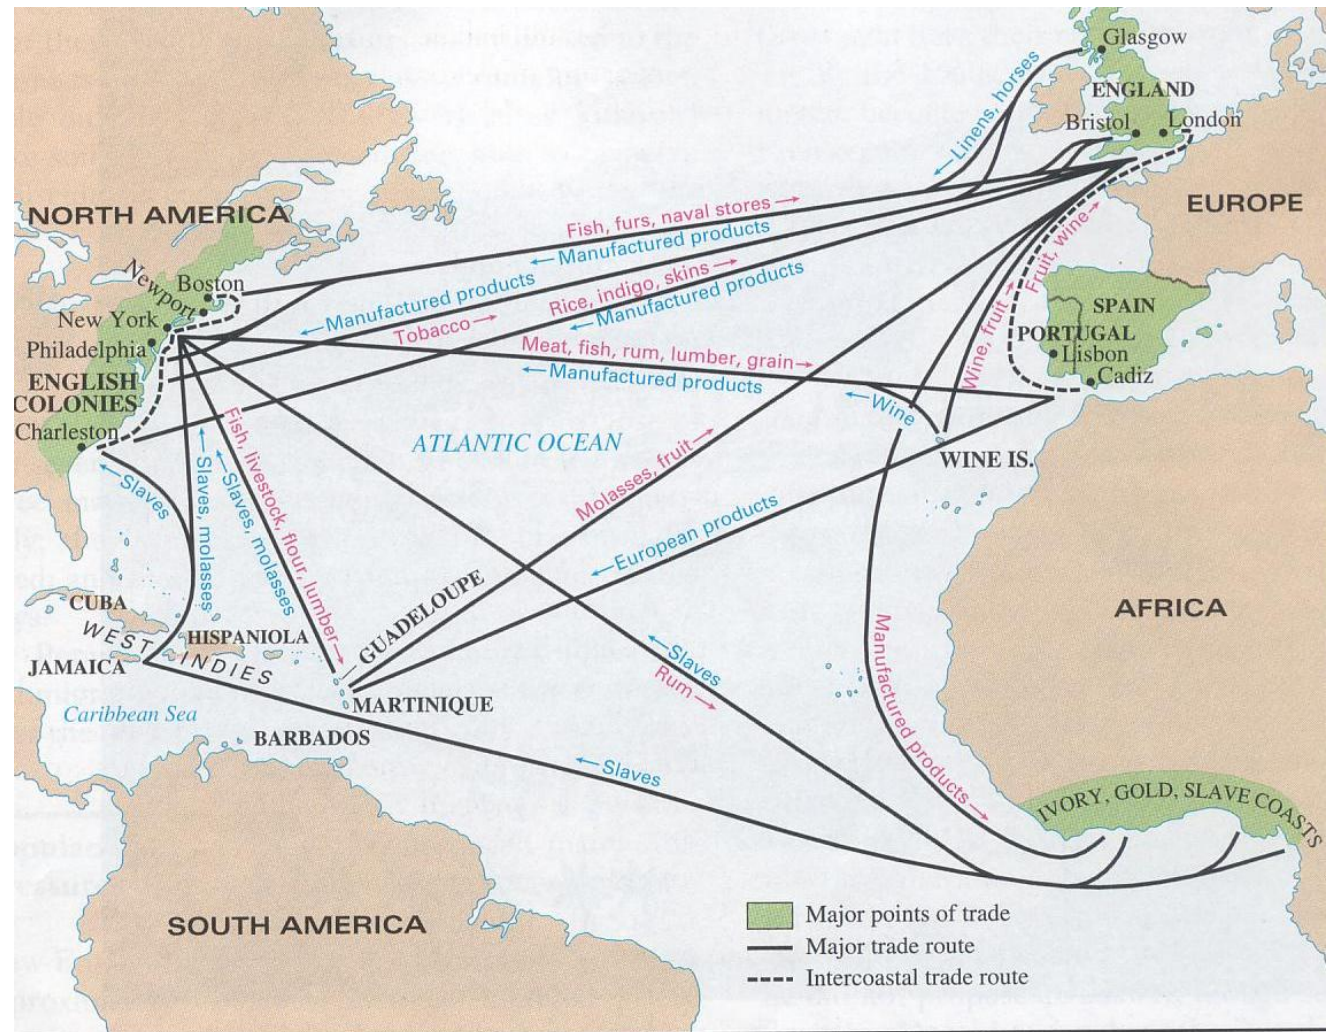 Glasgow
ENGLAND
Bristol
London
Linens, horses
NORTH AMERICA
EUROPE
Fish, furs, naval stores
Manufactured products
Fruit, wine
Boston
Newport
Manufactured products
Rice, indigo, skins
Manufactured products
SPAIN
New York
Tobacco
Wine, fruit
PORTUGAL
Philadelphia
Meat, fish, rum, lumber, grain
Lisbon
Manufactured products
Cadiz
ENGLISH
COLONIES
Wine
Charleston
Fish, livestock, flour, lumber
ATLANTIC OCEAN
WINE IS.
Molasses, fruit
Slaves
Slaves, molasses
Slaves, molasses
European products
CUBA
GUADELOUPE
AFRICA
WEST INDIES
HISPANIOLA
JAMAICA
Slaves
Rum
Manufactured products
MARTINIQUE
Caribbean Sea
BARBADOS
Slaves
IVORY, GOLD, SLAVE COASTS
SOUTH AMERICA
Major points of trade
Major trade route
Intercoastal trade route